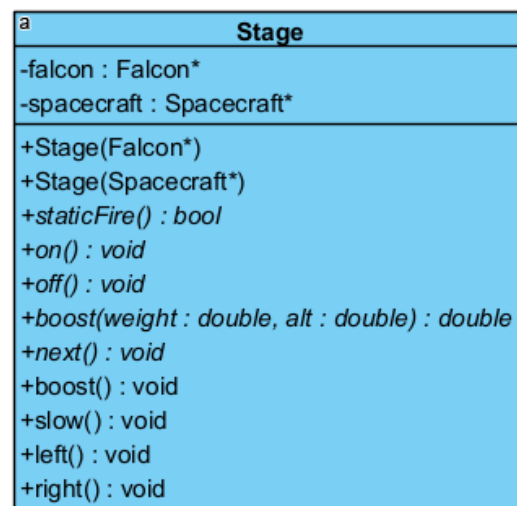 a
Stage
-falcon : Falcon*
-spacecraft : Spacecraft*
+Stage(Falcon*)
+Stage(Spacecraft*)
+staticFire() : bool
+on() : void
+off() : void
+boost(weight : double, alt : double) : double
+next() : void
+boost() : void
+slow() : void
+left() : void
+right() : void